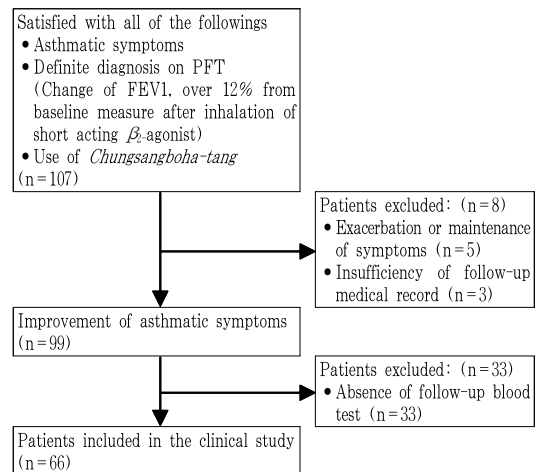 Satisfied with all of the followings
• Asthmatic symptoms
• Definite diagnosis on PFT
(Change of FEV1, over 12% from
baseline measure after inhalation of
short acting β₂-agonist)
• Use of Chungsangboha-tang
(n=107)
Patients excluded: (n=8)
• Exacerbation or maintenance
of symptoms (n=5)
• Insufficiency of follow-up
medical record (n=3)
Improvement of asthmatic symptoms
(n=99)
Patients excluded: (n=33)
• Absence of follow-up blood
test (n=33)
Patients included in the clinical study
(n=66)